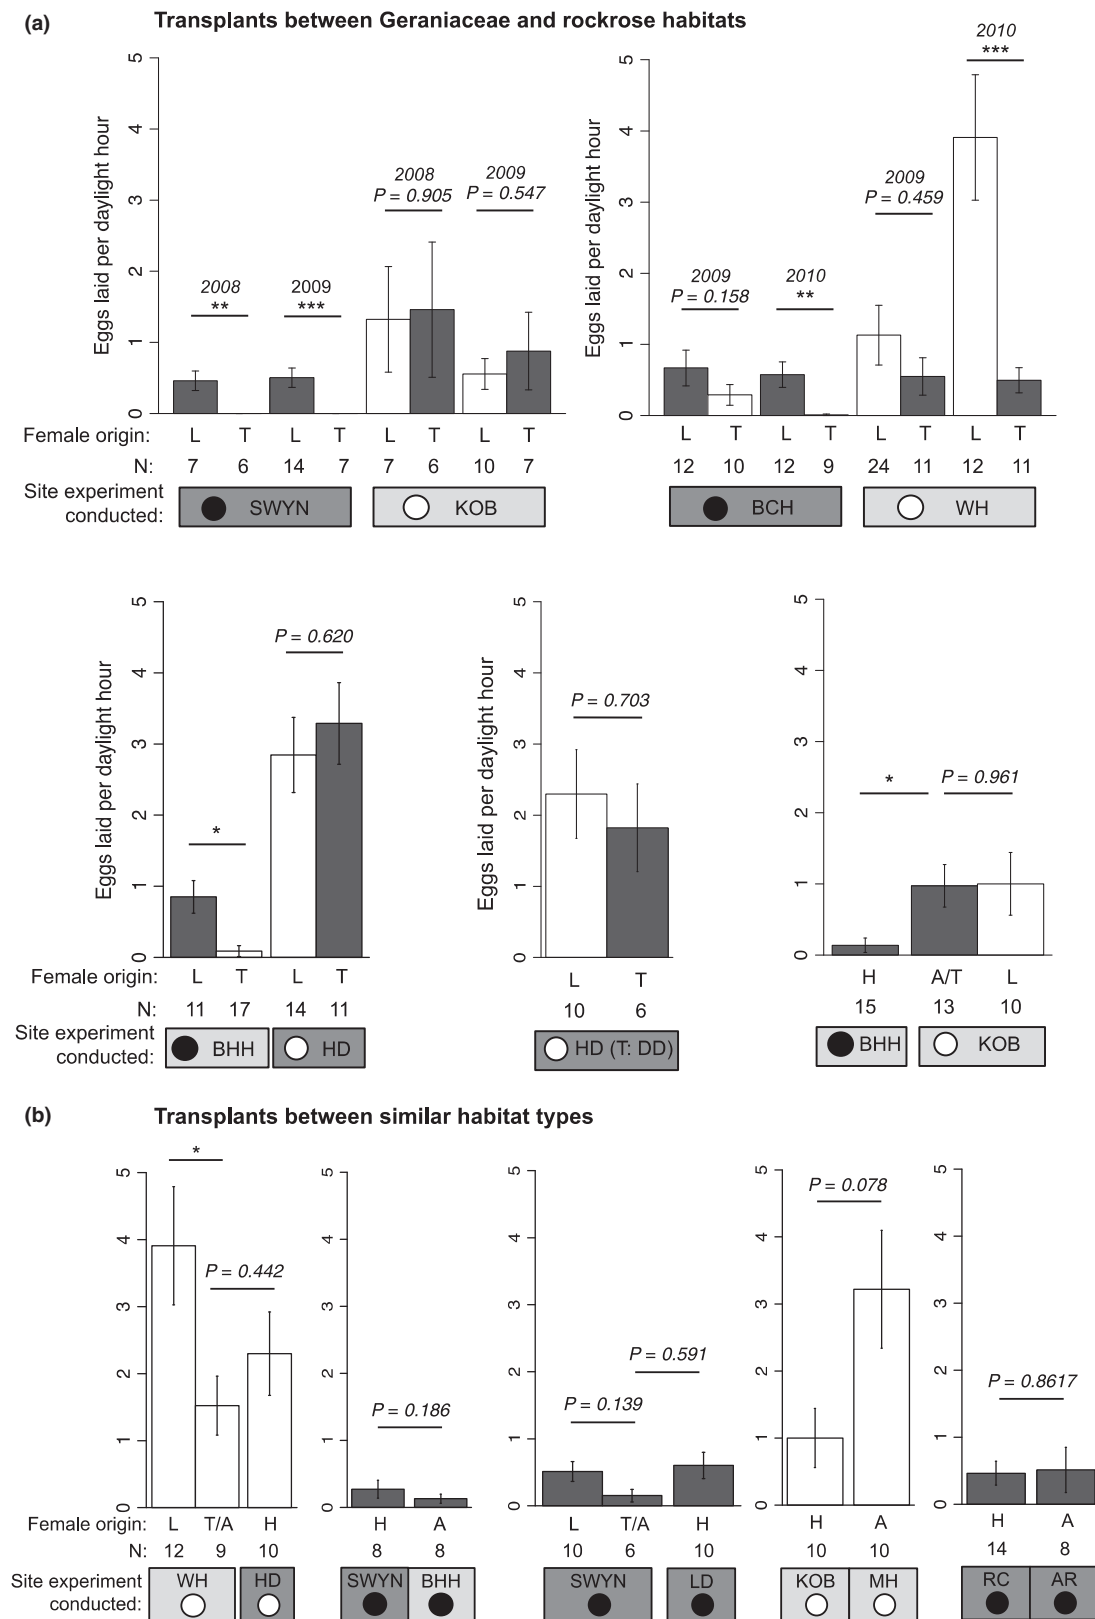 (a) Transplants between Geraniaceae and rockrose habitats
Eggs laid per daylight hour
0 1 2 3 4 5
2008
**
2009
***
2008
P = 0.905
2009
P = 0.547
Female origin: L T L T L T L T
N: 7 6 14 7 7 6 10 7
Site experiment
conducted: SWYN KOB
Eggs laid per daylight hour
0 1 2 3 4 5
2009
P = 0.158
2010
**
2009
P = 0.459
2010
***
L T L T L T L T
12 10 12 9 24 11 12 11
BCH WH
Eggs laid per daylight hour
0 1 2 3 4 5
*
P = 0.620
Female origin: L T L T
N: 11 17 14 11
Site experiment
conducted: BHH HD
Eggs laid per daylight hour
0 1 2 3 4 5
P = 0.703
L T
10 6
HD (T: DD)
0 1 2 3 4 5
*
P = 0.961
H A/T L
15 13 10
BHH KOB
(b) Transplants between similar habitat types
0 1 2 3 4 5
*
P = 0.442
Female origin: L T/A H
N: 12 9 10
Site experiment
conducted: WH HD
0 1 2 3 4 5
P = 0.186
H A
8 8
SWYN BHH
0 1 2 3 4 5
P = 0.139
P = 0.591
L T/A H
10 6 10
SWYN LD
0 1 2 3 4 5
P = 0.078
H A
10 10
KOB MH
0 1 2 3 4 5
P = 0.8617
H A
14 8
RC AR